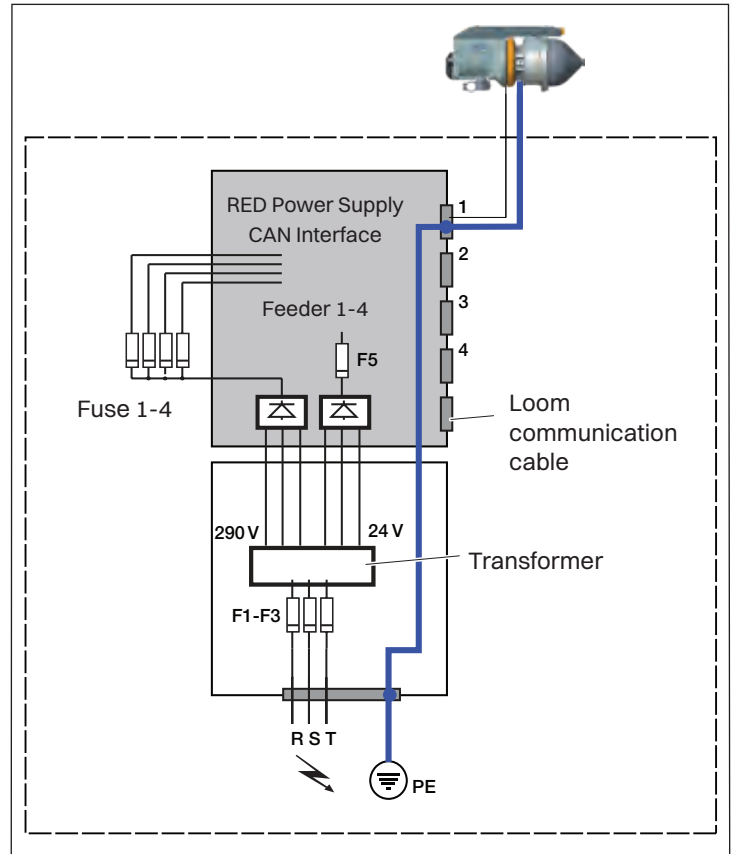 RED Power Supply
CAN Interface
1
2
3
4
Feeder 1-4
F5
Fuse 1-4
Loom
communication
cable
290 V
24 V
Transformer
F1-F3
R S T
PE